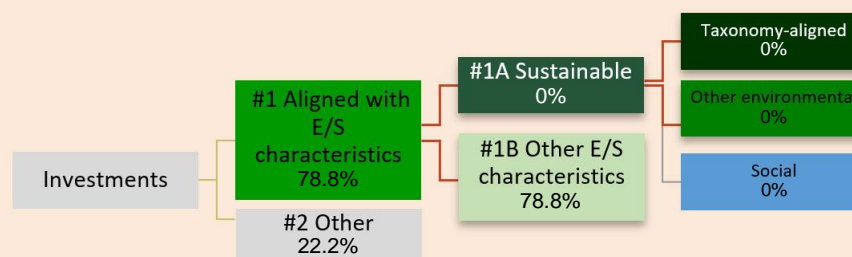 Investments
#1 Aligned with
E/S
characteristics
78.8%
#2 Other
22.2%
#1A Sustainable
0%
#1B Other E/S
characteristics
78.8%
Taxonomy-aligned
0%
Other environmenta
0%
Social
0%